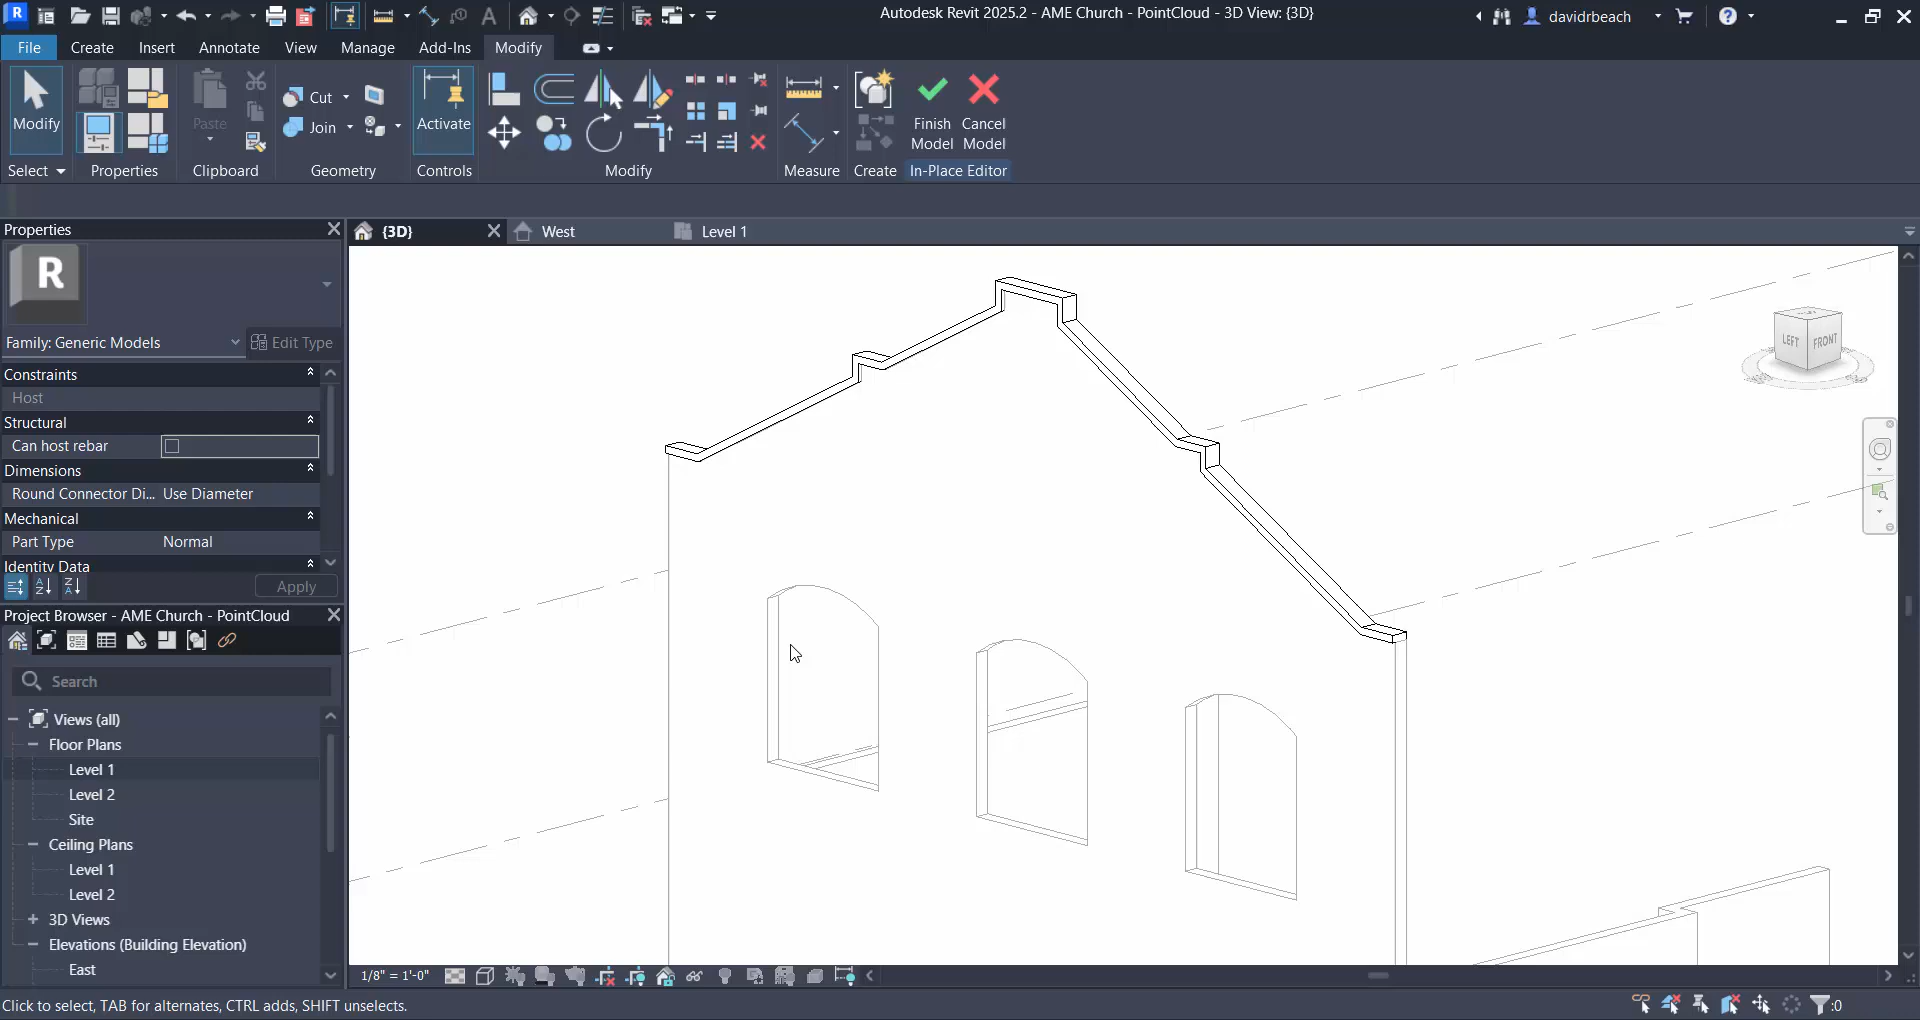 Autodesk Revit 2025.2 - AME Church - PointCloud - 3D View: {3D}
davidrbeach
File Create Insert Annotate View Manage Add-Ins Modify
Modify
Paste
Cut
Join
Activate
Finish Model
Cancel Model
Select Properties Clipboard Geometry Controls Modify Measure Create In-Place Editor
Properties
{3D} West Level 1
R
Family: Generic Models Edit Type
Constraints
Host
Structural
Can host rebar
Dimensions
Round Connector Di... Use Diameter
Mechanical
Part Type Normal
Identity Data
Apply
Project Browser - AME Church - PointCloud
Search
Views (all)
Floor Plans
Level 1
Level 2
Site
Ceiling Plans
Level 1
Level 2
3D Views
Elevations (Building Elevation)
East
LEFT FRONT
1/8" = 1'-0"
Click to select, TAB for alternates, CTRL adds, SHIFT unselects.
:0